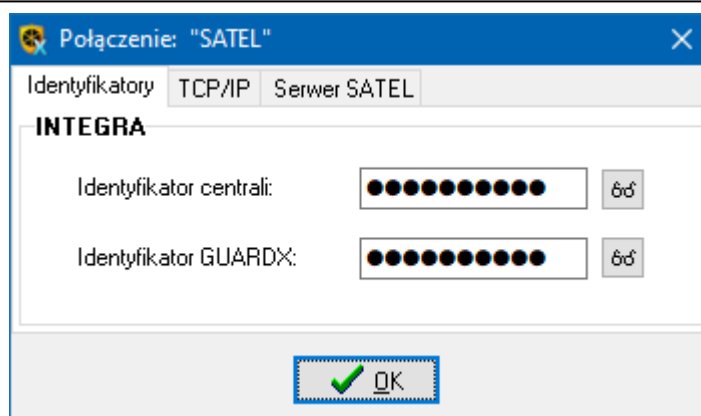 Połączenie: "SATEL"
Identyfikatory TCP/IP Serwer SATEL
INTEGRA
Identyfikator centrali: ●●●●●●●●●●
Identyfikator GUARDX: ●●●●●●●●●●
OK